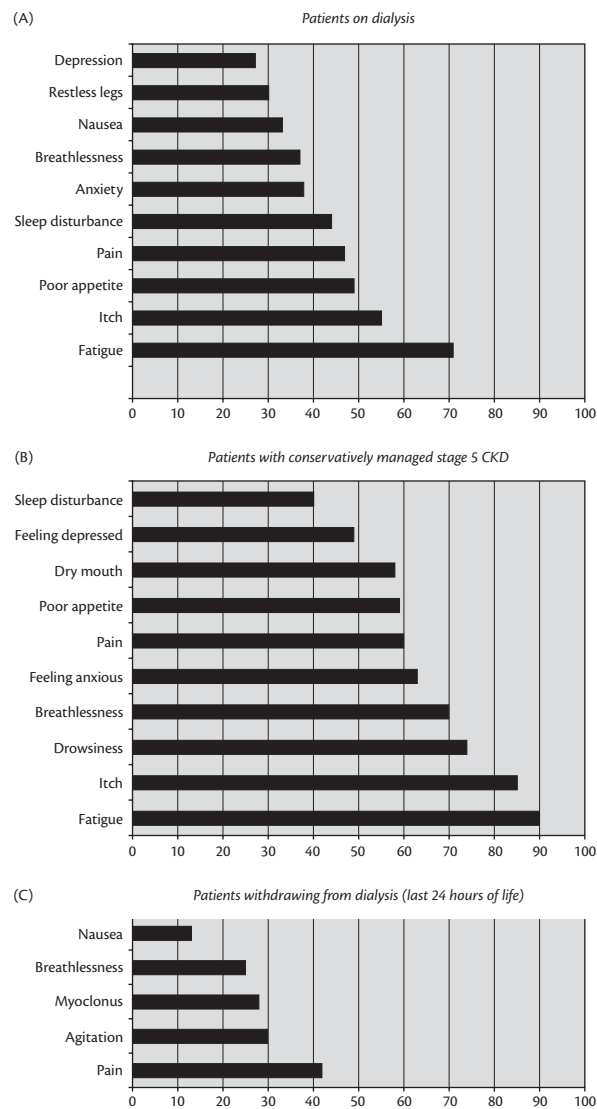 (A)
Patients on dialysis
Depression
Restless legs
Nausea
Breathlessness
Anxiety
Sleep disturbance
Pain
Poor appetite
Itch
Fatigue
0 10 20 30 40 50 60 70 80 90 100
(B)
Patients with conservatively managed stage 5 CKD
Sleep disturbance
Feeling depressed
Dry mouth
Poor appetite
Pain
Feeling anxious
Breathlessness
Drowsiness
Itch
Fatigue
0 10 20 30 40 50 60 70 80 90 100
(C)
Patients withdrawing from dialysis (last 24 hours of life)
Nausea
Breathlessness
Myoclonus
Agitation
Pain
0 10 20 30 40 50 60 70 80 90 100